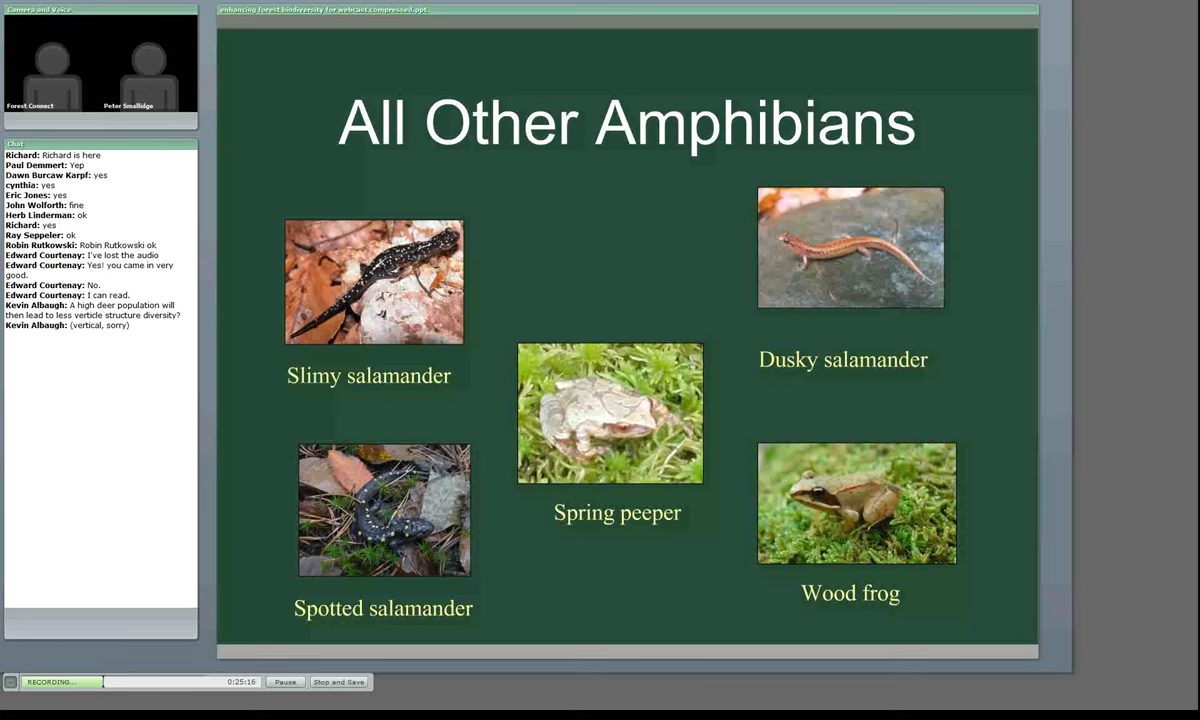 Camera and Voice
Forest Connect
Peter Smallidge
Chat
Richard: Richard is here
Paul Demmert: Yep
Dawn Burcaw Karpf: yes
cynthia: yes
Eric Jones: yes
John Wolforth: fine
Herb Linderman: ok
Richard: yes
Ray Seppeler: ok
Robin Rutkowski: Robin Rutkowski ok
Edward Courtenay: I've lost the audio
Edward Courtenay: Yes! you came in very
good.
Edward Courtenay: No.
Edward Courtenay: I can read.
Kevin Albaugh: A high deer population will
then lead to less verticle structure diversity?
Kevin Albaugh: (vertical, sorry)
enhancing forest biodiversity for webcast compressed.ppt
All Other Amphibians
Slimy salamander
Dusky salamander
Spring peeper
Spotted salamander
Wood frog
RECORDING...
0:25:16
Pause
Stop and Save